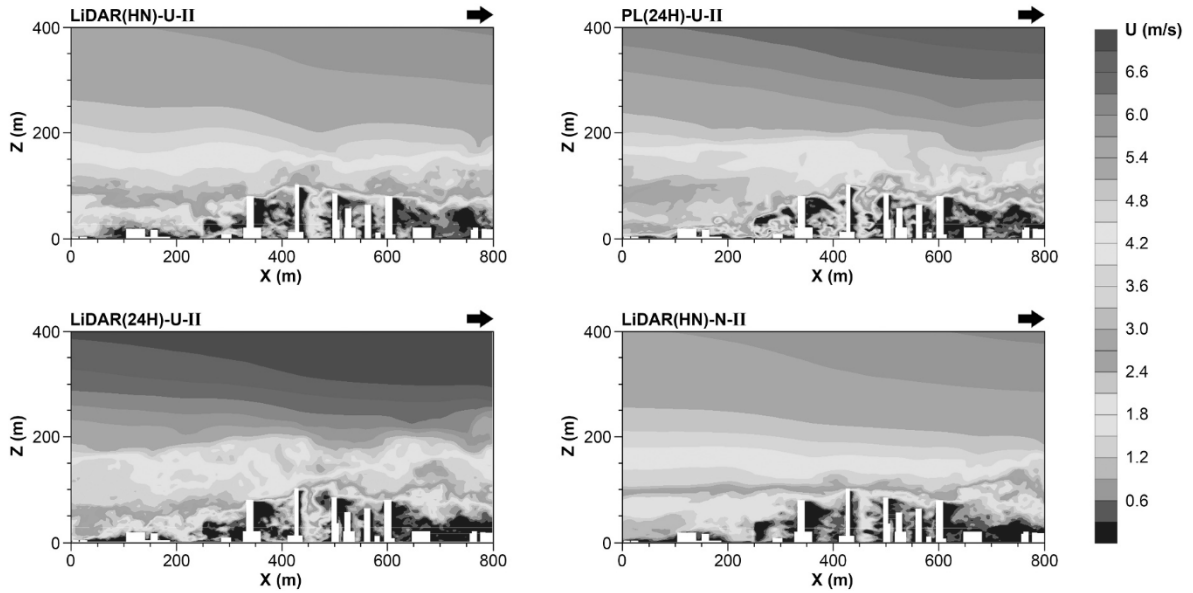 LiDAR(HN)-U-II
400
200
0
Z (m)
0 200 400 600 800
X (m)
PL(24H)-U-II
400
200
0
Z (m)
0 200 400 600 800
X (m)
LiDAR(24H)-U-II
400
200
0
Z (m)
0 200 400 600 800
X (m)
LiDAR(HN)-N-II
400
200
0
Z (m)
0 200 400 600 800
X (m)
U (m/s)
6.6
6.0
5.4
4.8
4.2
3.6
3.0
2.4
1.8
1.2
0.6